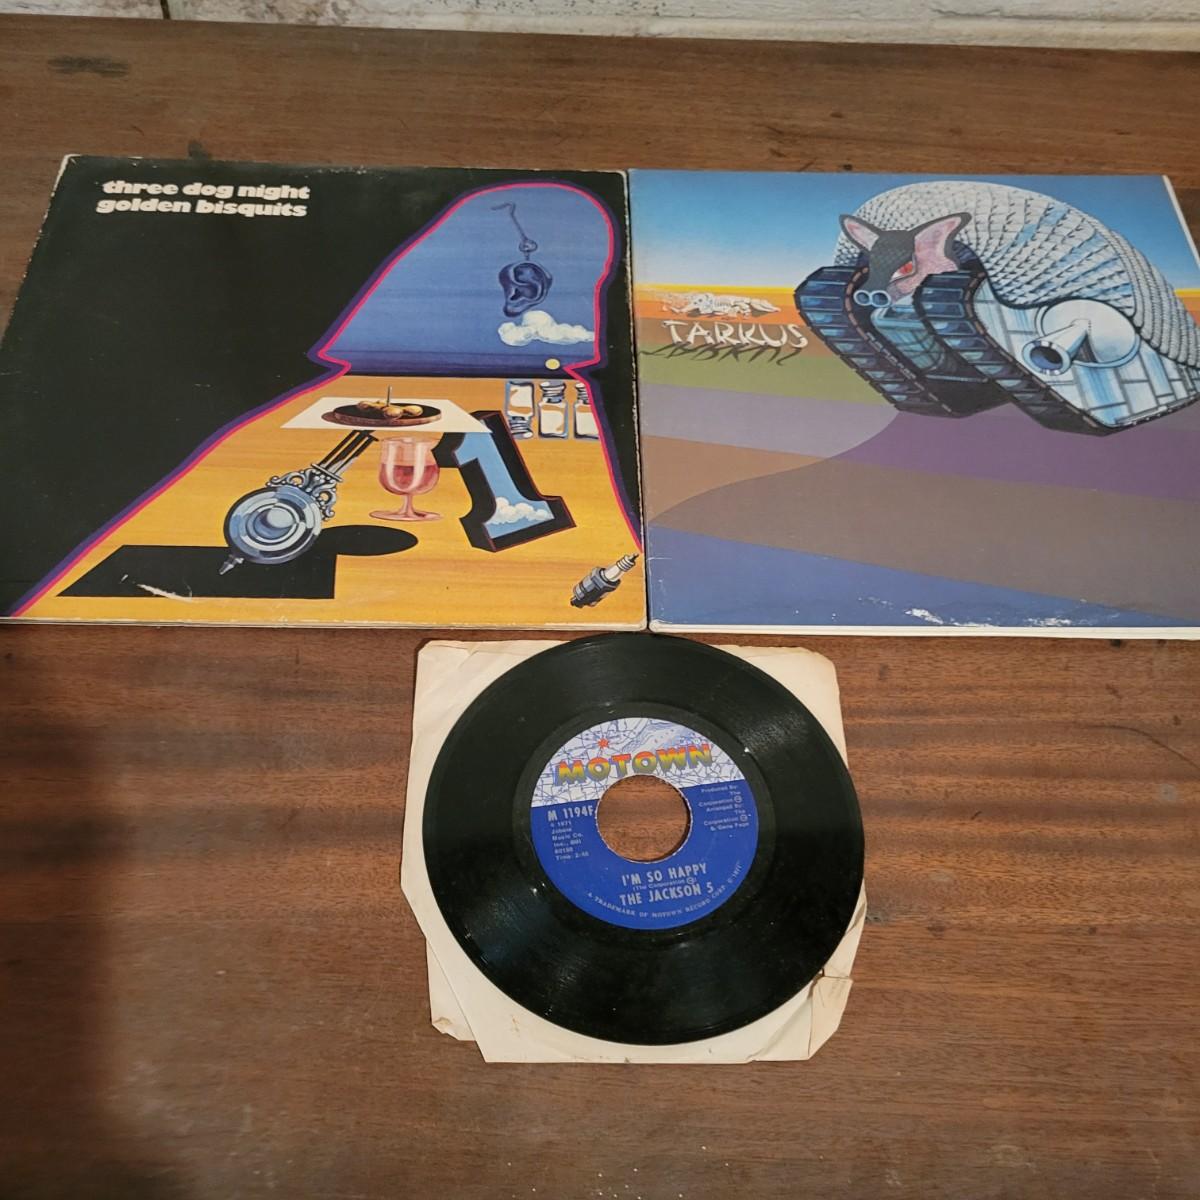 three dog night
golden bisquits
TARKUS
MOTOWN
M 1194F
Produced By:
The
Corporation
Arranged By:
The
Corporation
& Gene Page
℗ 1971
Jobete
Music Co.
Inc., BMI
Time: 2:48
I'M SO HAPPY
(The Corporation)
THE JACKSON 5
A TRADEMARK OF MOTOWN RECORD CORP.
1